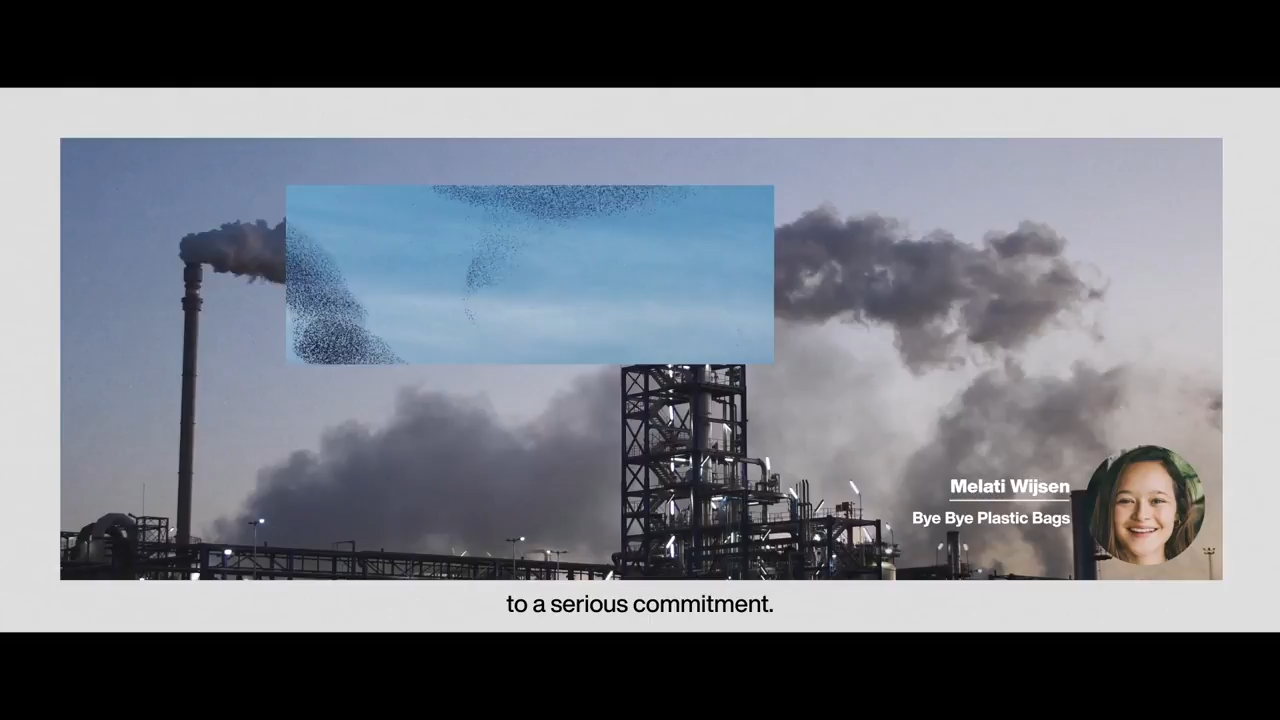 Melati Wijsen
Bye Bye Plastic Bags
to a serious commitment.